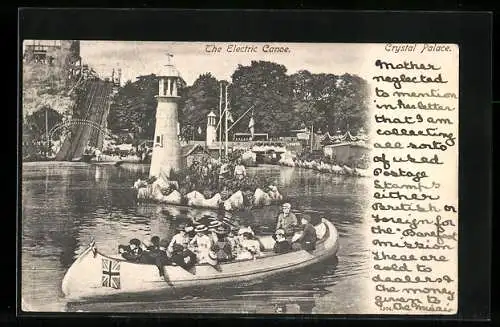 The Electric Canoe.
Crystal Palace.
Mother
neglected
to mention
in her letter
that I am
collecting
all sorts
of used
Postage
Stamps
either
British or
Foreign for
the Barefoot
mission
These are
sold to
dealers &
the money
given to
the Missio